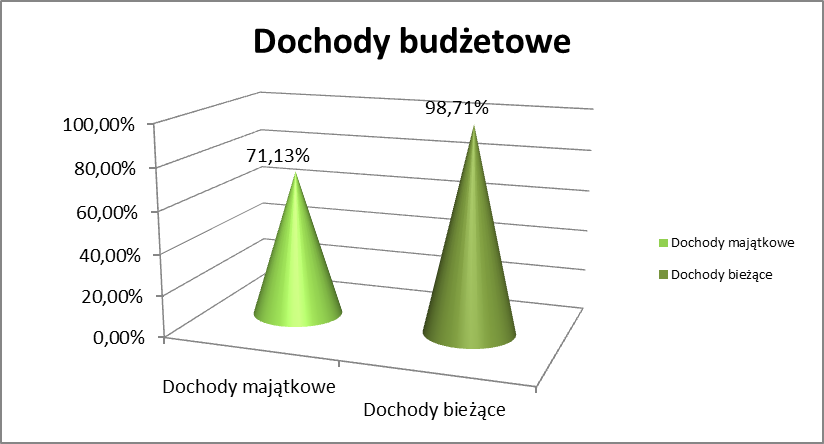 Dochody budżetowe
98,71%
100,00%
71,13%
80,00%
60,00%
40,00%
20,00%
0,00%
Dochody majątkowe
Dochody bieżące
Dochody majątkowe
Dochody bieżące